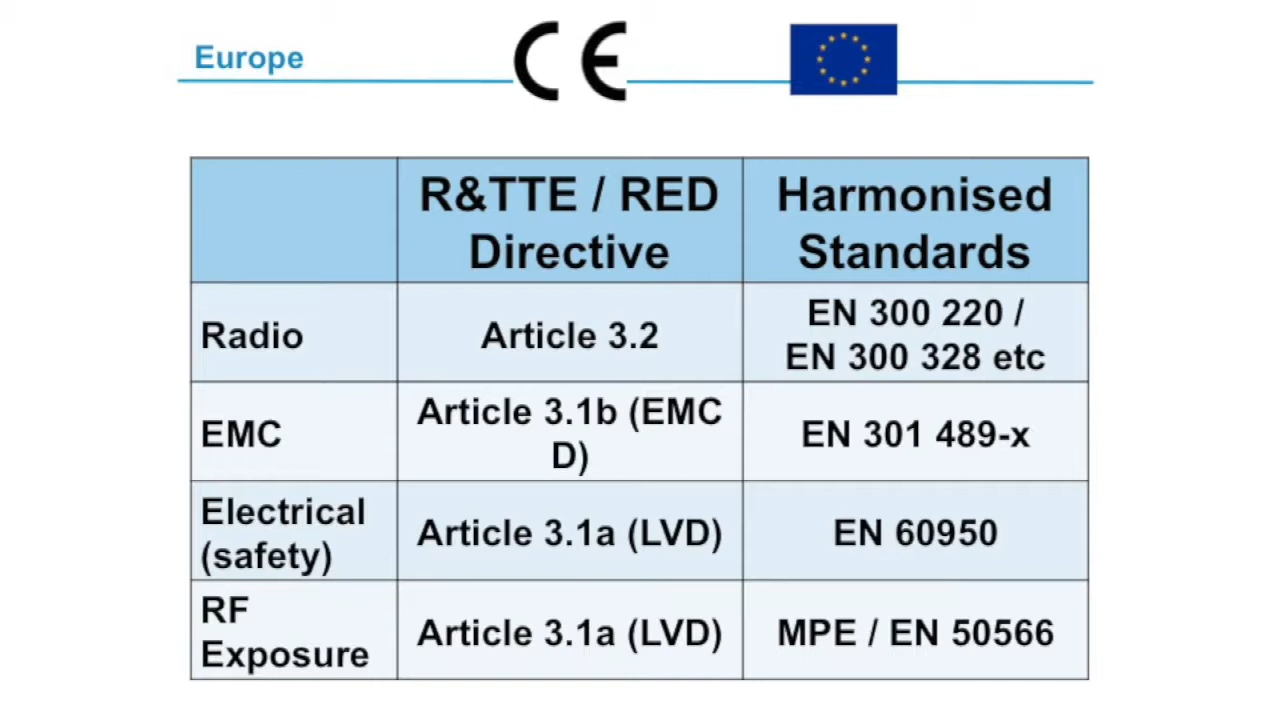 Europe
CE
R&TTE / RED
Directive
Harmonised
Standards
Radio
Article 3.2
EN 300 220 /
EN 300 328 etc
EMC
Article 3.1b (EMC
D)
EN 301 489-x
Electrical
(safety)
Article 3.1a (LVD)
EN 60950
RF
Exposure
Article 3.1a (LVD)
MPE / EN 50566